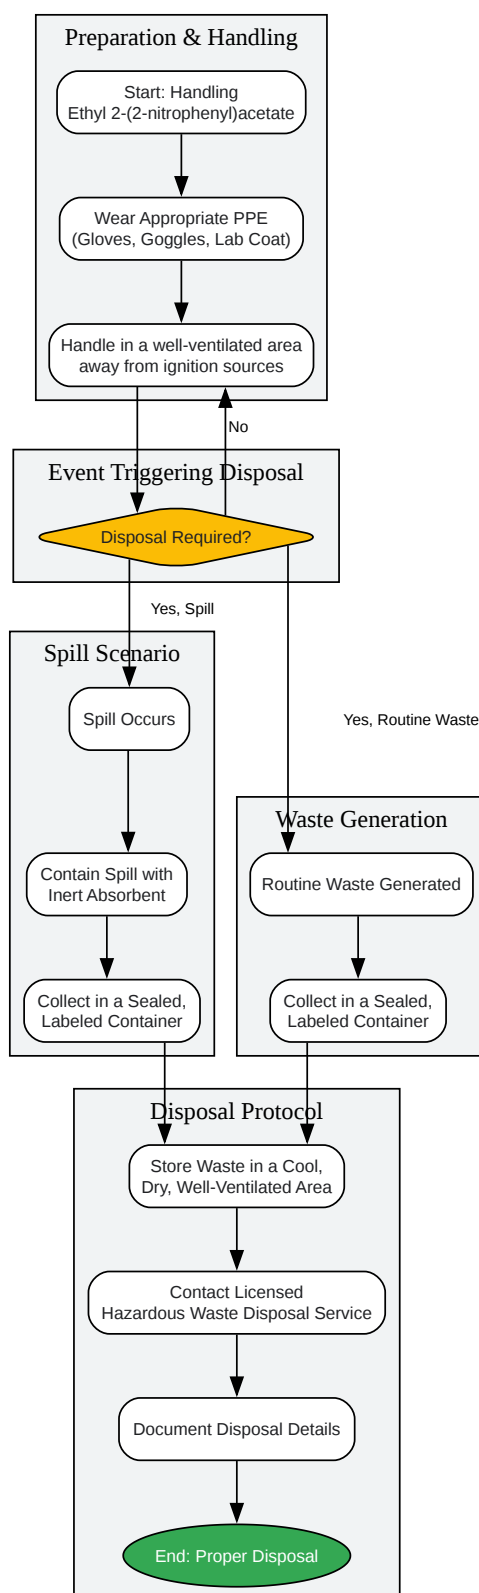 Preparation & Handling
Start: Handling
Ethyl 2-(2-nitrophenyl)acetate
Wear Appropriate PPE
(Gloves, Goggles, Lab Coat)
Handle in a well-ventilated area
away from ignition sources
No
Event Triggering Disposal
Disposal Required?
Yes, Spill
Spill Scenario
Spill Occurs
Yes, Routine Waste
Waste Generation
Contain Spill with
Inert Absorbent
Routine Waste Generated
Collect in a Sealed,
Labeled Container
Collect in a Sealed,
Labeled Container
Disposal Protocol
Store Waste in a Cool,
Dry, Well-Ventilated Area
Contact Licensed
Hazardous Waste Disposal Service
Document Disposal Details
End: Proper Disposal